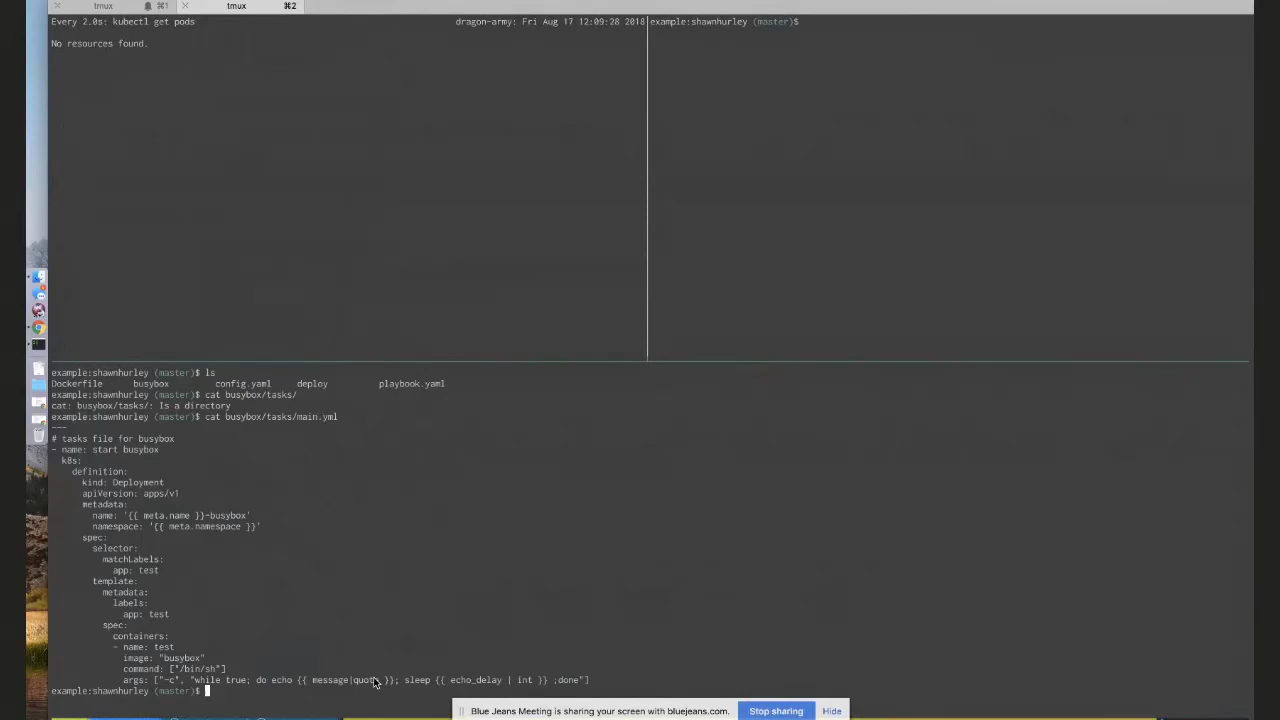 tmux ⌘1 tmux ⌘2
Every 2.0s: kubectl get pods dragon-army: Fri Aug 17 12:09:28 2018
example:shawnhurley (master)$
No resources found.
example:shawnhurley (master)$ ls
Dockerfile busybox config.yaml deploy playbook.yaml
example:shawnhurley (master)$ cat busybox/tasks/
cat: busybox/tasks/: Is a directory
example:shawnhurley (master)$ cat busybox/tasks/main.yml
---
# tasks file for busybox
- name: start busybox
k8s:
definition:
kind: Deployment
apiVersion: apps/v1
metadata:
name: '{{ meta.name }}-busybox'
namespace: '{{ meta.namespace }}'
spec:
selector:
matchLabels:
app: test
template:
metadata:
labels:
app: test
spec:
containers:
- name: test
image: "busybox"
command: ["/bin/sh"]
args: ["-c", "while true; do echo {{ message|quote }}; sleep {{ echo_delay | int }} ;done"]
example:shawnhurley (master)$
Blue Jeans Meeting is sharing your screen with bluejeans.com. Stop sharing Hide